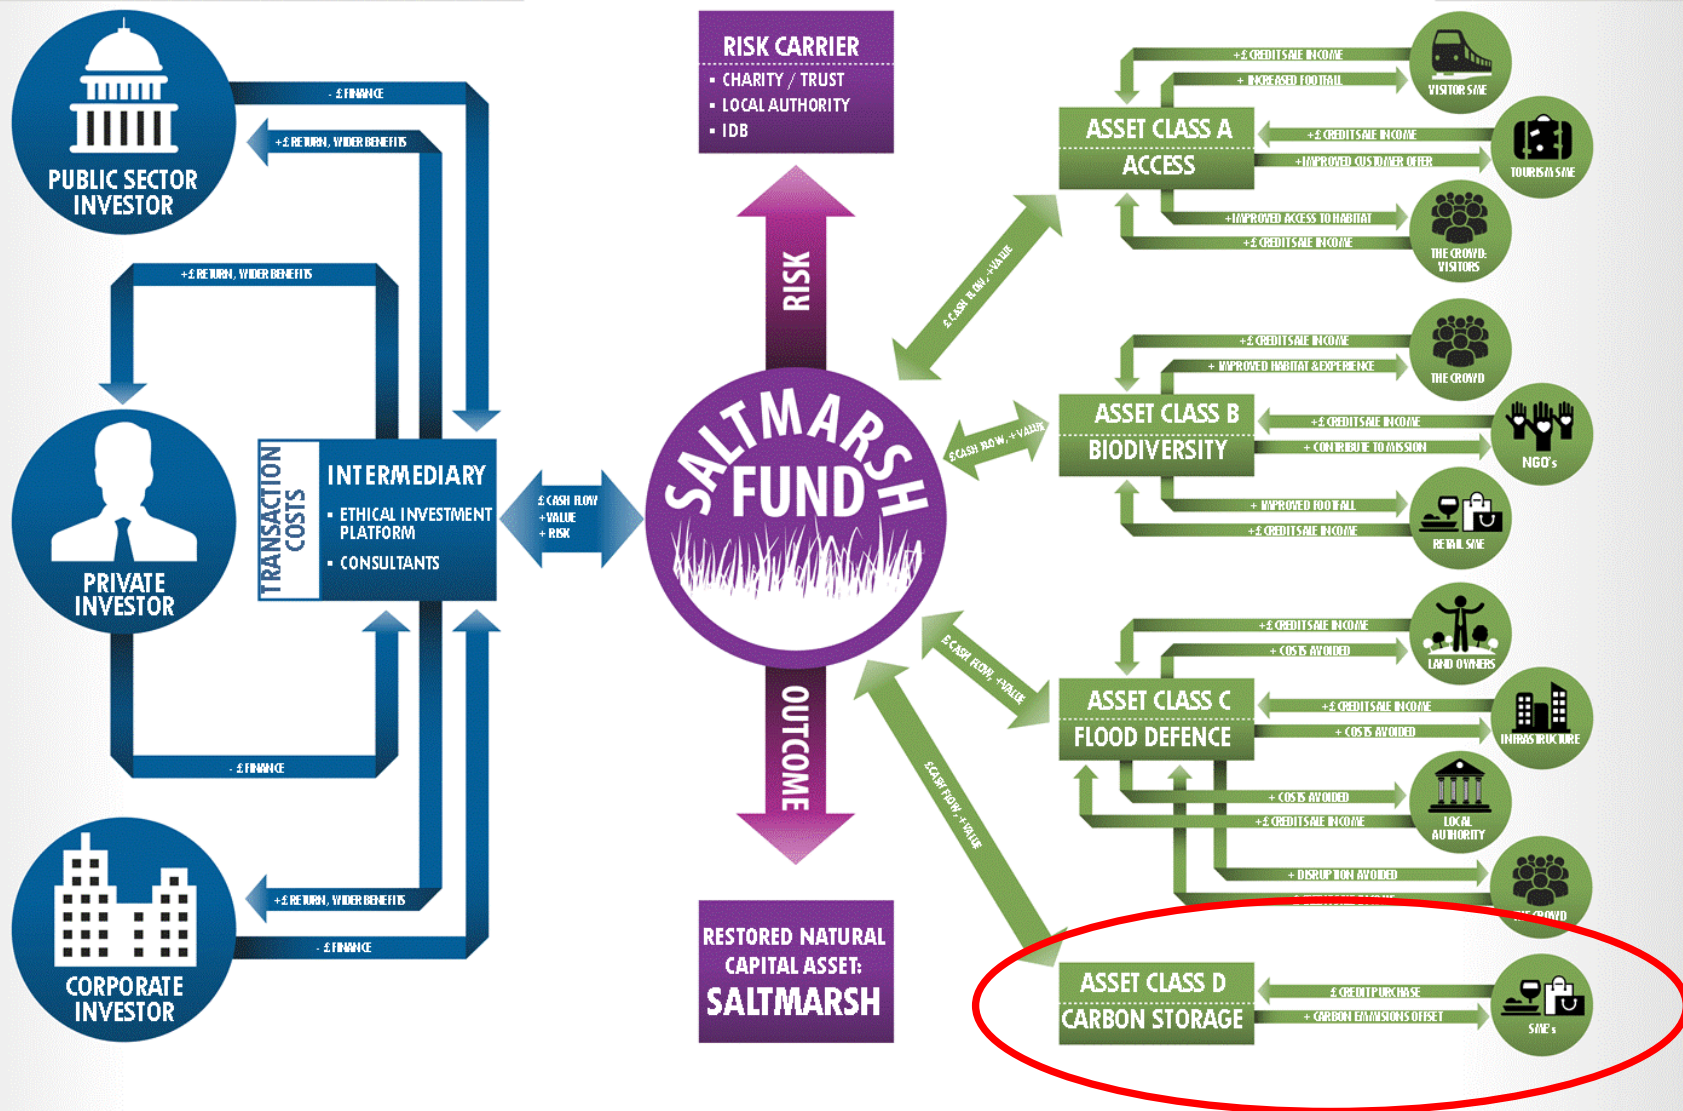 - £ FINANCE
+£ RETURN, WIDER BENEFITS
PUBLIC SECTOR
INVESTOR
+£ RETURN, WIDER BENEFITS
PRIVATE
INVESTOR
- £ FINANCE
+£ RETURN, WIDER BENEFITS
- £ FINANCE
CORPORATE
INVESTOR
TRANSACTION
COSTS
INTERMEDIARY
▪ ETHICAL INVESTMENT
PLATFORM
▪ CONSULTANTS
£ CASH FLOW
+VALUE
+ RISK
RISK CARRIER
▪ CHARITY / TRUST
▪ LOCAL AUTHORITY
▪ IDB
RISK
SALTMARSH
FUND
OUTCOME
RESTORED NATURAL
CAPITAL ASSET:
SALTMARSH
£ CASH FLOW, +VALUE
£ CASH FLOW, +VALUE
£ CASH FLOW, +VALUE
£ CASH FLOW, +VALUE
+£ CREDIT SALE INCOME
+ INCREASED FOOTFALL
VISITOR SME
ASSET CLASS A
ACCESS
+£ CREDIT SALE INCOME
+IMPROVED CUSTOMER OFFER
TOURISM SME
+IMPROVED ACCESS TO HABITAT
+£ CREDIT SALE INCOME
THE CROWD:
VISITORS
+£ CREDIT SALE INCOME
+ IMPROVED HABITAT & EXPERIENCE
THE CROWD
ASSET CLASS B
BIODIVERSITY
+£ CREDIT SALE INCOME
+ CONTRIBUTE TO MISSION
NGO's
+ IMPROVED FOOTFALL
+£ CREDIT SALE INCOME
RETAIL SME
+£ CREDIT SALE INCOME
+ COSTS AVOIDED
LAND OWNERS
ASSET CLASS C
FLOOD DEFENCE
+£ CREDIT SALE INCOME
+ COSTS AVOIDED
INFRASTRUCTURE
+ COSTS AVOIDED
+£ CREDIT SALE INCOME
LOCAL
AUTHORITY
+ DISRUPTION AVOIDED
CROWD
ASSET CLASS D
CARBON STORAGE
£ CREDIT PURCHASE
+ CARBON EMMISIONS OFFSET
SME's